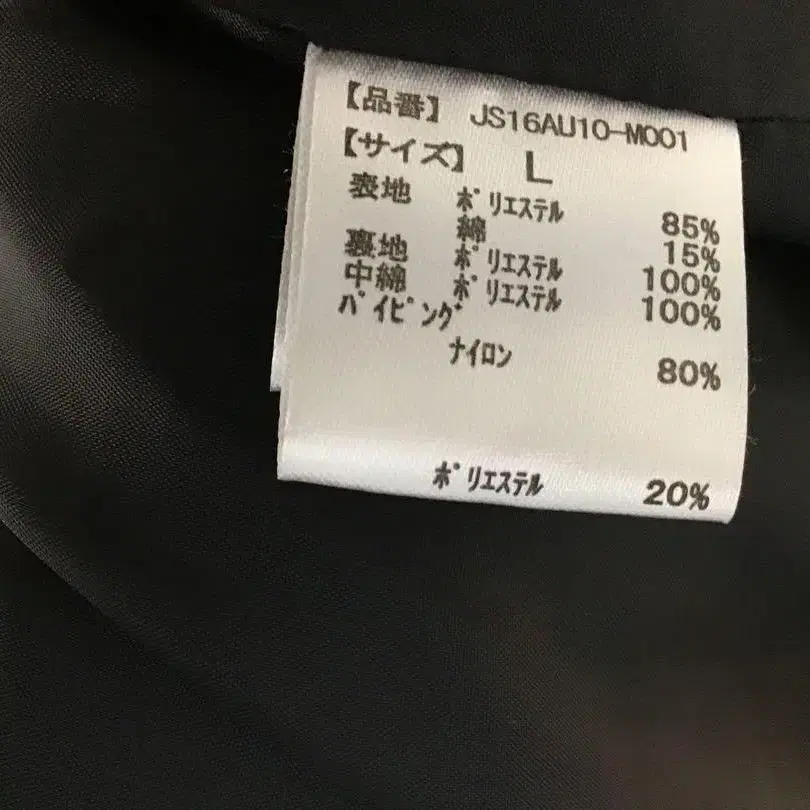 【品番】 JS16AU10-M001
【サイズ】 L
表地 ポリエステル 85%
綿 15%
裏地 ポリエステル 100%
中綿 ポリエステル 100%
パイピング
ナイロン 80%
ポリエステル 20%